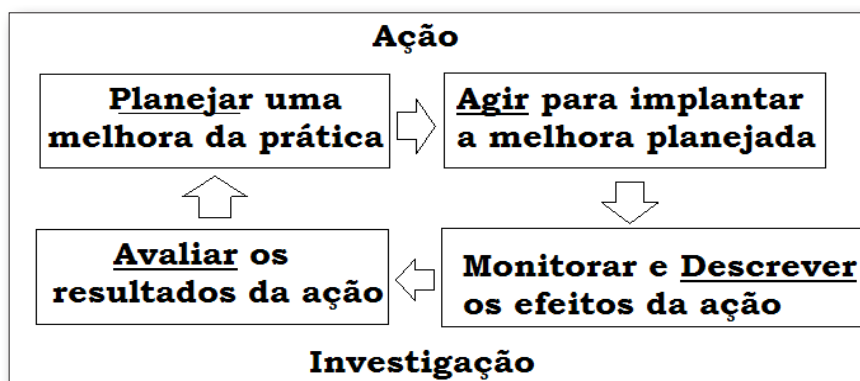 Ação
Planejar uma
melhora da prática
Agir para implantar
a melhora planejada
Avaliar os
resultados da ação
Monitorar e Descrever
os efeitos da ação
Investigação